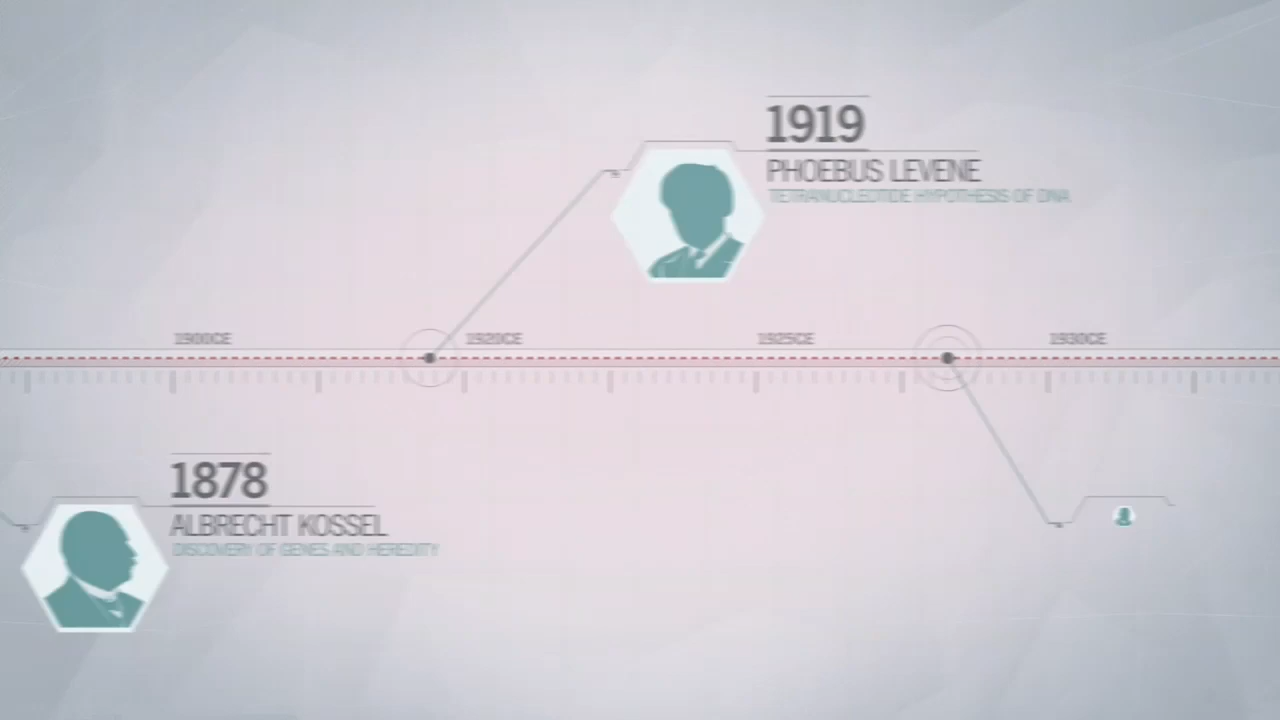 1919
PHOEBUS LEVENE
TETRANUCLEOTIDE HYPOTHESIS OF DNA
1900CE
1920CE
1925CE
1930CE
1878
ALBRECHT KOSSEL
DISCOVERY OF GENES AND HEREDITY